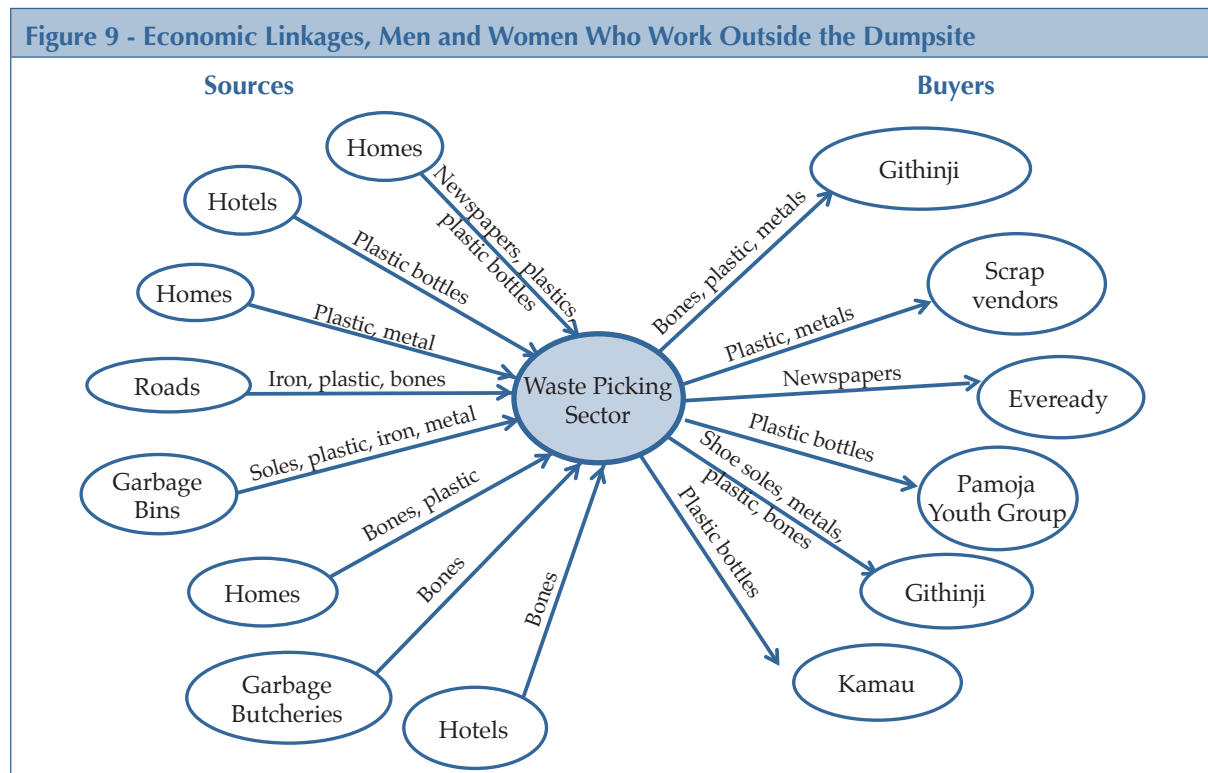 Figure 9 - Economic Linkages, Men and Women Who Work Outside the Dumpsite
Sources
Buyers
Homes
Newspapers, plastics,
plastic bottles
Hotels
Plastic bottles
Homes
Plastic, metal
Roads
Iron, plastic, bones
Garbage
Bins
Soles, plastic, iron, metal
Homes
Bones, plastic
Garbage
Butcheries
Bones
Hotels
Bones
Waste Picking
Sector
Bones, plastic, metals
Githinji
Plastic, metals
Scrap
vendors
Newspapers
Eveready
Plastic bottles
Pamoja
Youth Group
Shoe soles, metals,
plastic, bones
Githinji
Plastic bottles
Kamau